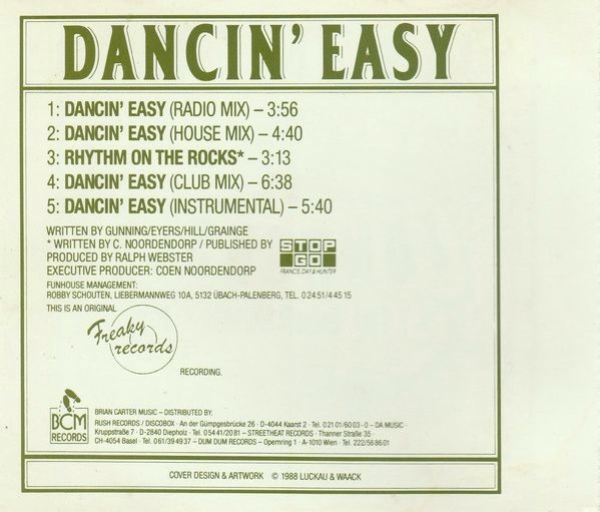 DANCIN' EASY
1: DANCIN' EASY (RADIO MIX) – 3:56
2: DANCIN' EASY (HOUSE MIX) – 4:40
3: RHYTHM ON THE ROCKS* – 3:13
4: DANCIN' EASY (CLUB MIX) – 6:38
5: DANCIN' EASY (INSTRUMENTAL) – 5:40
WRITTEN BY GUNNING/EYERS/HILL/GRAINGE
* WRITTEN BY C. NOORDENDORP / PUBLISHED BY
STOP
GO
FRANCIS, DAY & HUNTER
PRODUCED BY RALPH WEBSTER
EXECUTIVE PRODUCER: COEN NOORDENDORP
FUNHOUSE MANAGEMENT:
ROBBY SCHOUTEN, LIEBERMANNWEG 10A, 5132 ÜBACH-PALENBERG, TEL. 0 24 51/4 45 15
THIS IS AN ORIGINAL
Freaky
records
RECORDING.
BCM
RECORDS
BRIAN CARTER MUSIC – DISTRIBUTED BY:
RUSH RECORDS / DISCOBOX · An der Gümpgesbrücke 26 · D-4044 Kaarst 2 · Tel. 0 21 01/60 03-0 – DA MUSIC ·
Kruppstraße 7 · D-2840 Diepholz · Tel. 0 54 41/20 81 – STREETHEAT RECORDS · Thanner Straße 35
CH-4054 Basel · Tel. 061/39 49 37 – DUM DUM RECORDS – Opernring 1 · A-1010 Wien · Tel. 222/56 86 01
COVER DESIGN & ARTWORK © 1988 LUCKAU & WAACK